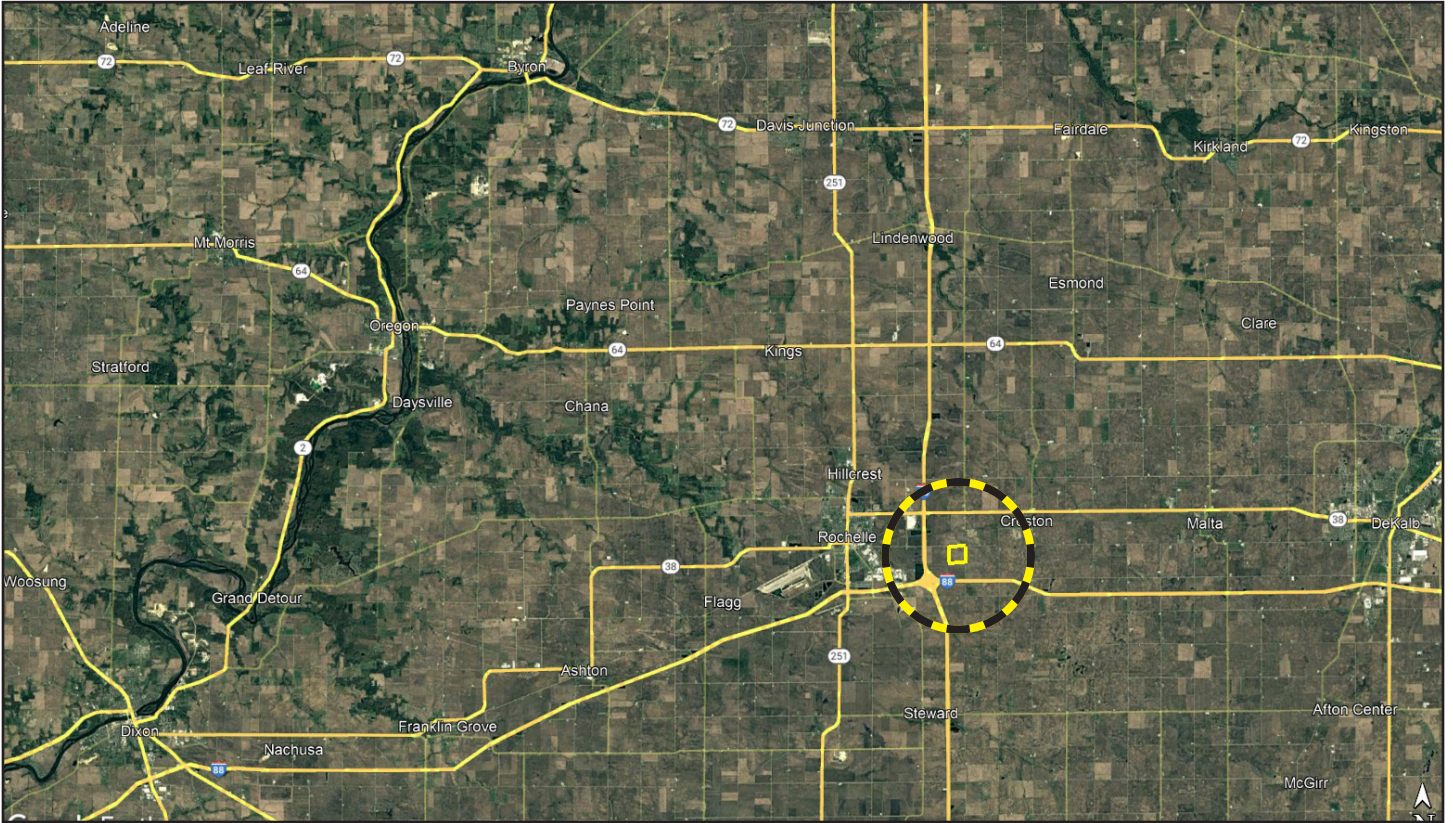 Adeline
72
Leaf River
72
Byron
72
Davis Junction
Fairdale
Kirkland
72
Kingston
251
Mt Morris
64
Lindenwood
Esmond
Paynes Point
Oregon
64
Kings
64
Clare
Stratford
Daysville
Chana
2
Hillcrest
Creston
Malta
38
DeKalb
Rochelle
38
88
Woosung
Grand Detour
Flagg
251
Ashton
Steward
Afton Center
Franklin Grove
Dixon
Nachusa
88
McGirr